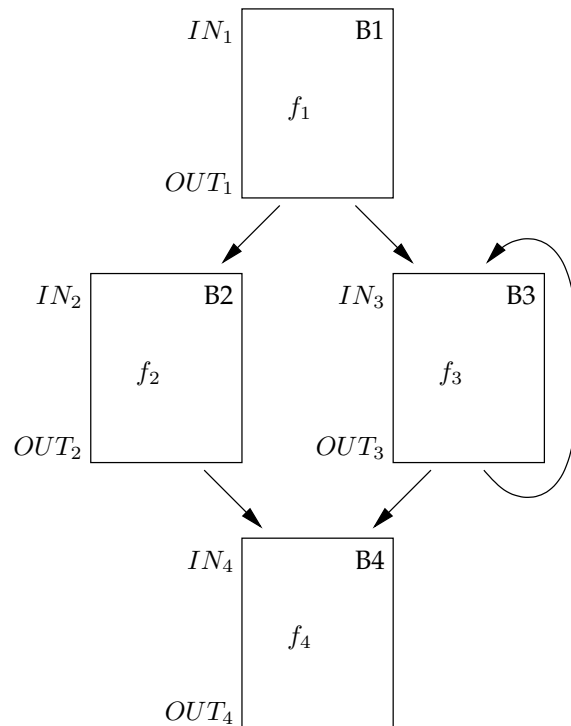 IN₁ B1
f₁
OUT₁
IN₂ B2
f₂
OUT₂
IN₃ B3
f₃
OUT₃
IN₄ B4
f₄
OUT₄